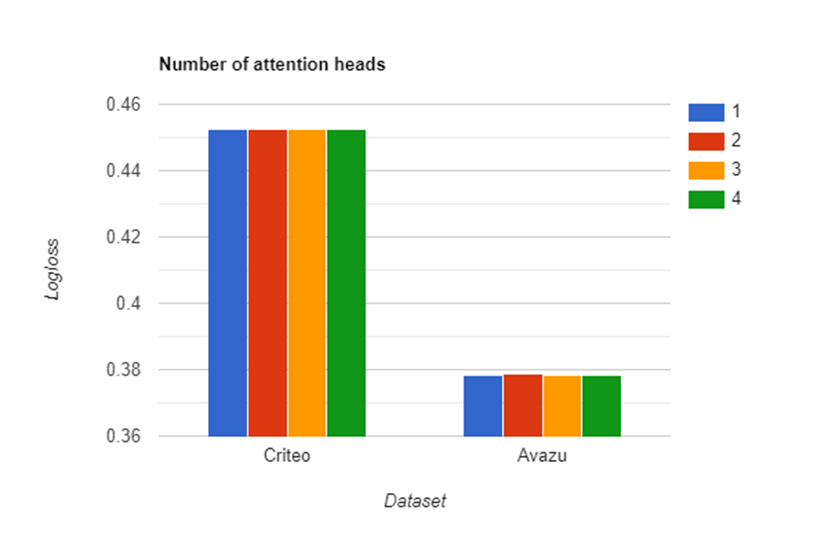 Number of attention heads
0.46
0.44
0.42
0.4
0.38
0.36
Logloss
Criteo
Avazu
Dataset
1
2
3
4